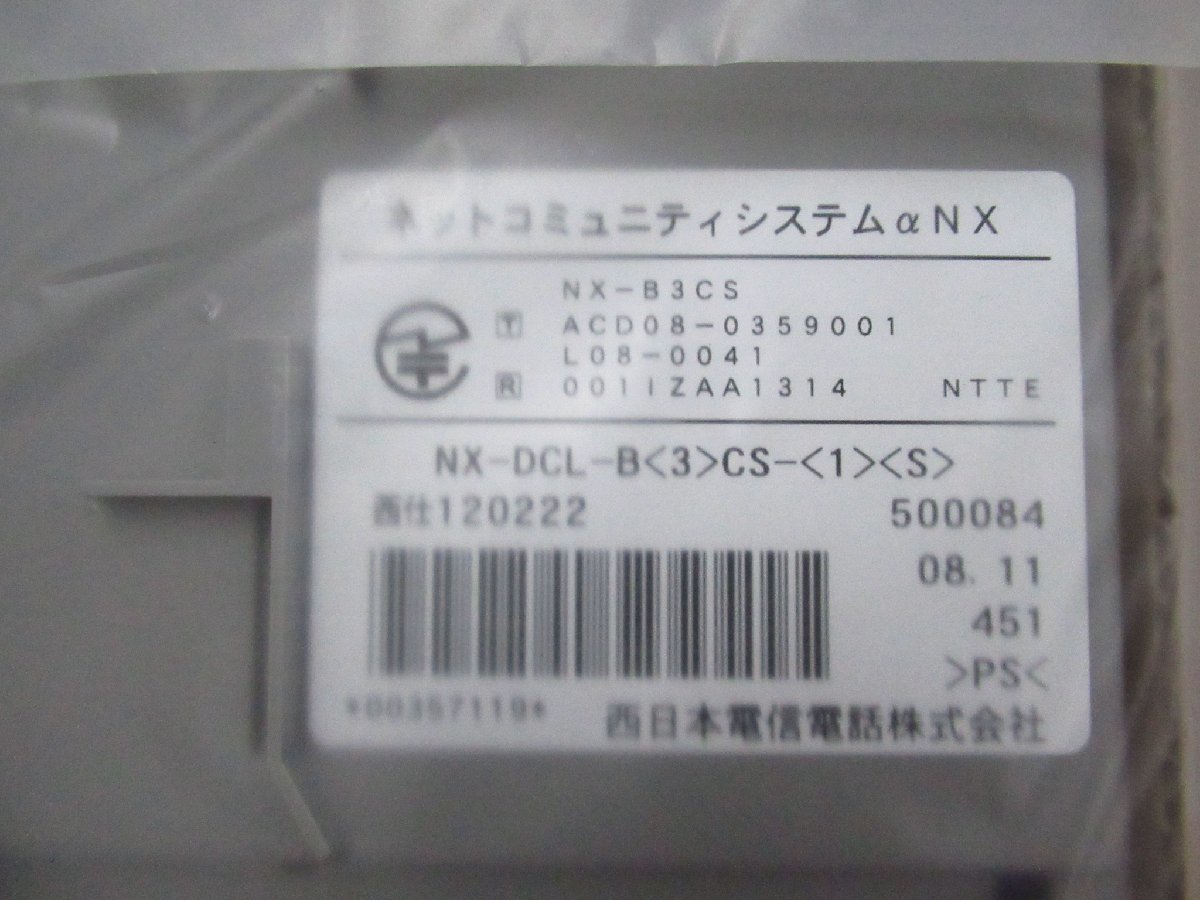 ネットコミュニティシステムαNX
NX-B3CS
T ACD08-0359001
L08-0041
R 001IZAA1314 NTTE
NX-DCL-B<3>CS-<1><S>
西仕120222 500084
08.11
451
>PS<
*00357119*
西日本電信電話株式会社